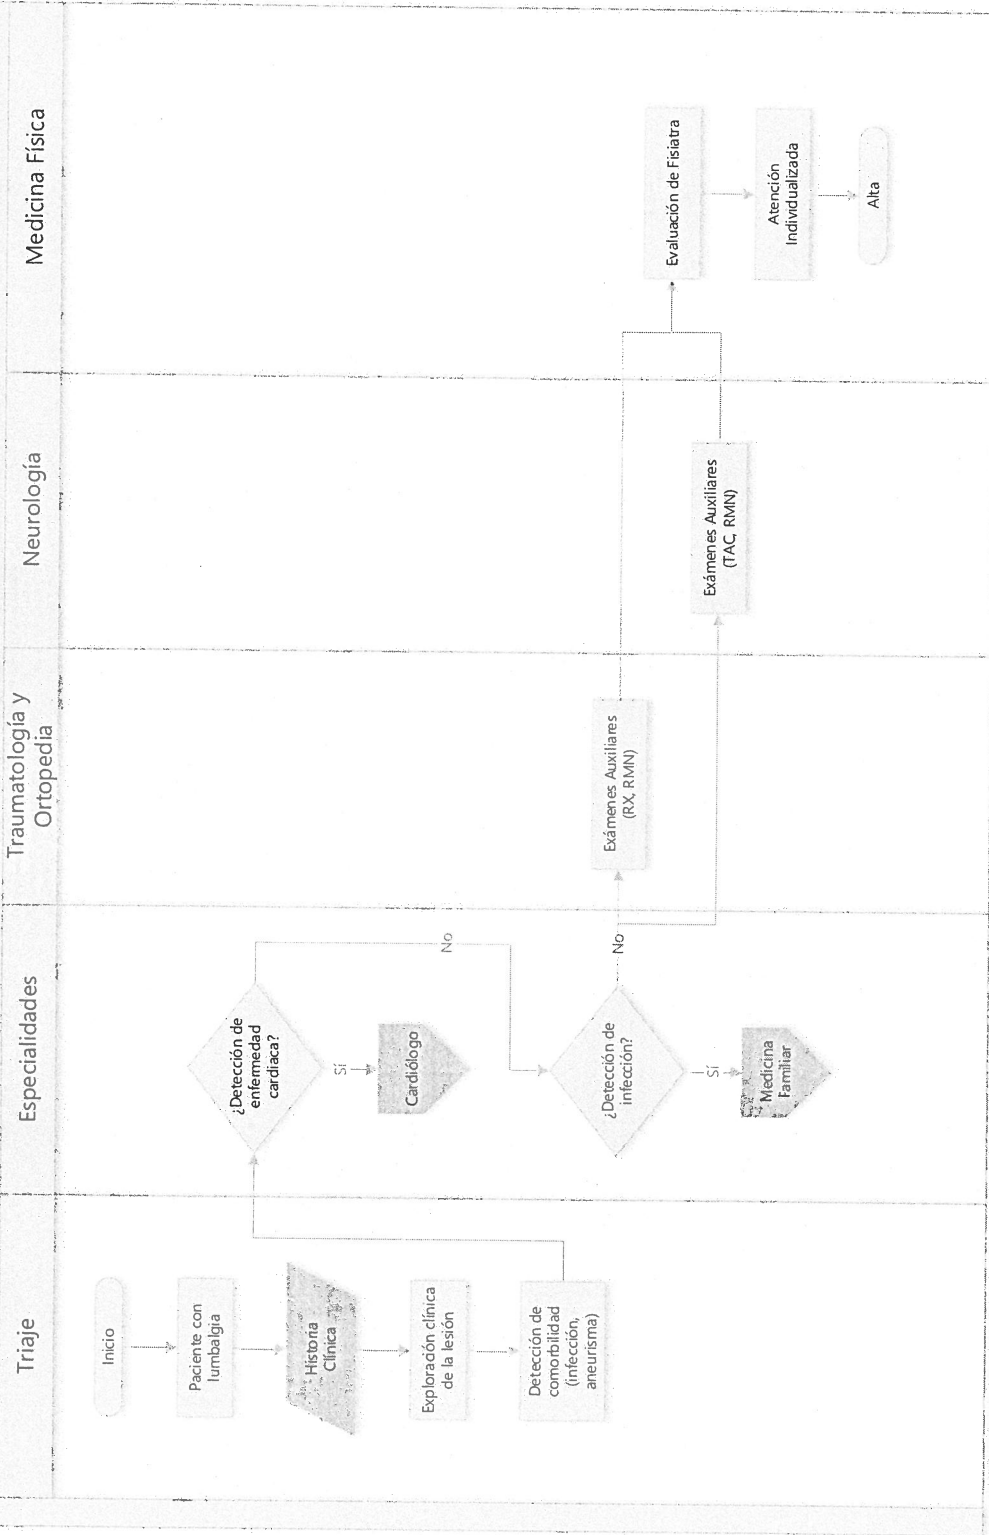 Triaje
Especialidades
Traumatología y
Ortopedia
Neurología
Medicina Física
Inicio
Paciente con
lumbalgia
Historia
Clínica
Exploración clínica
de la lesión
Detección de
comorbilidad
(infección,
aneurisma)
¿Detección de
enfermedad
cardiaca?
Sí
Cardiólogo
No
¿Detección de
infección?
Sí
Medicina
Familiar
No
Exámenes Auxiliares
(RX, RMN)
Exámenes Auxiliares
(TAC, RMN)
Evaluación de Fisiatra
Atención
Individualizada
Alta